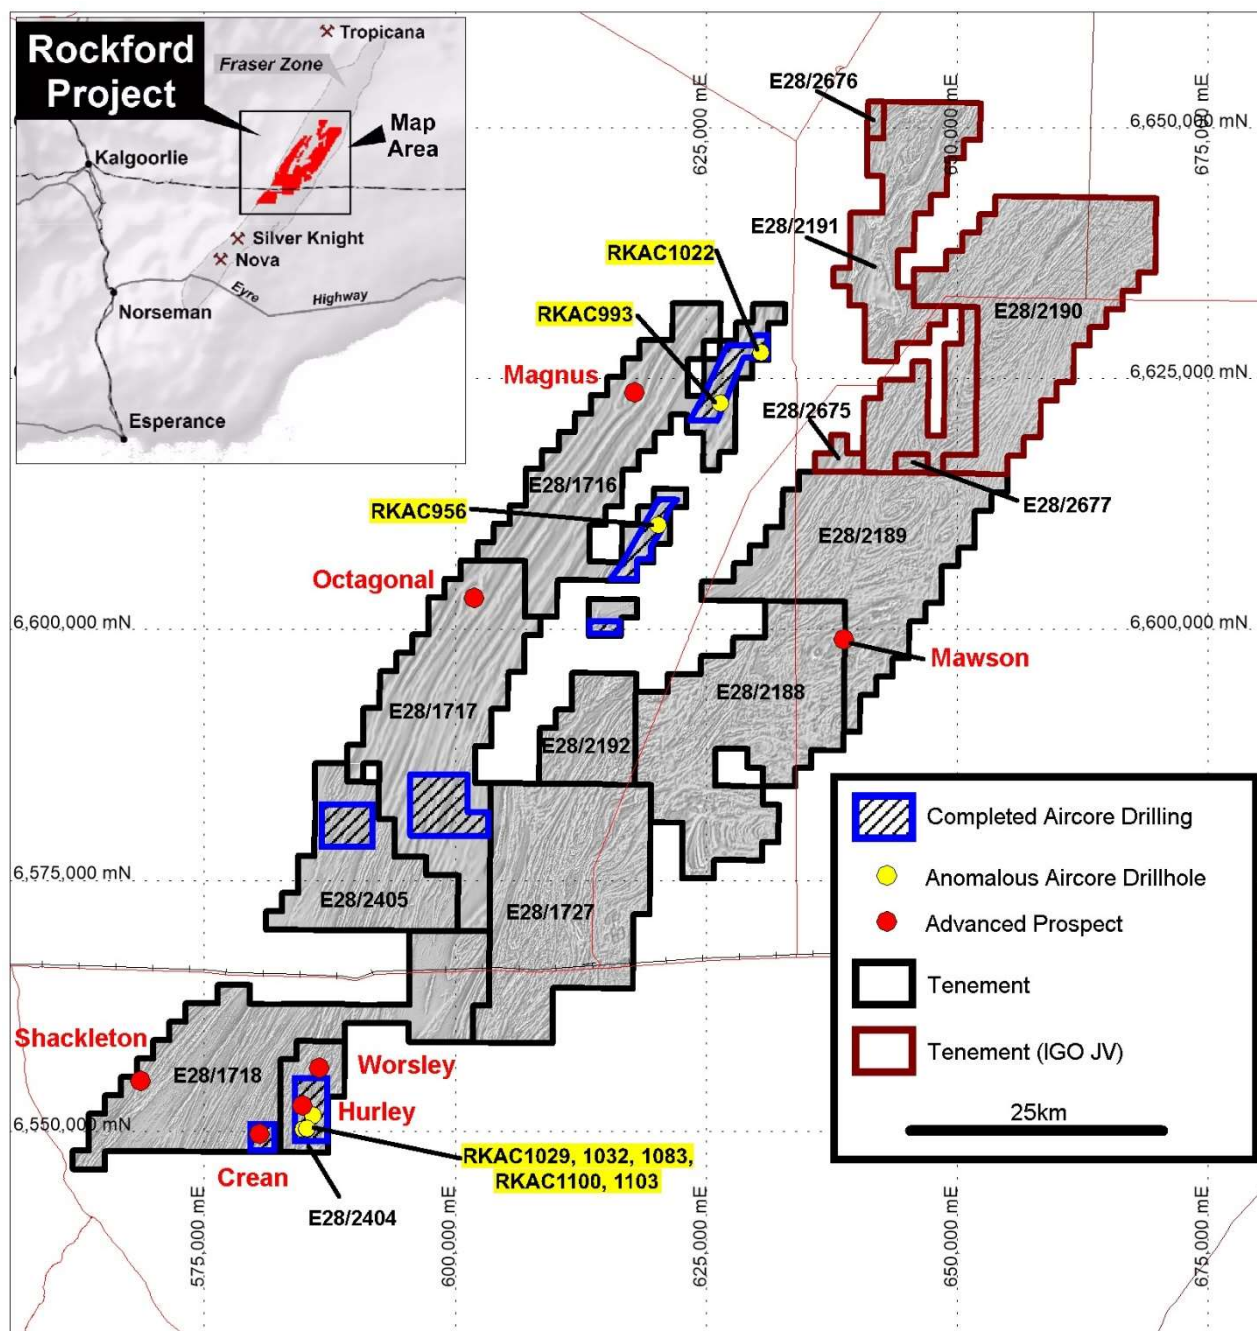 Rockford
Project
Tropicana
Fraser Zone
Map
Area
Kalgoorlie
Silver Knight
Nova
Eyre
Highway
Norseman
Esperance
625,000 mE
650,000 mE
675,000 mE
E28/2676
6,650,000 mN
E28/2191
RKAC1022
RKAC993
E28/2190
Magnus
6,625,000 mN
E28/2675
E28/1716
E28/2677
RKAC956
E28/2189
Octagonal
6,600,000 mN
6,600,000 mN
Mawson
E28/2188
E28/1717
E28/2192
Completed Aircore Drilling
Anomalous Aircore Drillhole
Advanced Prospect
Tenement
Tenement (IGO JV)
25km
6,575,000 mN
E28/2405
E28/1727
Shackleton
E28/1718
Worsley
Hurley
6,550,000 mN
RKAC1029, 1032, 1083,
RKAC1100, 1103
Crean
E28/2404
575,000 mE
600,000 mE
625,000 mE
650,000 mE
675,000 mE